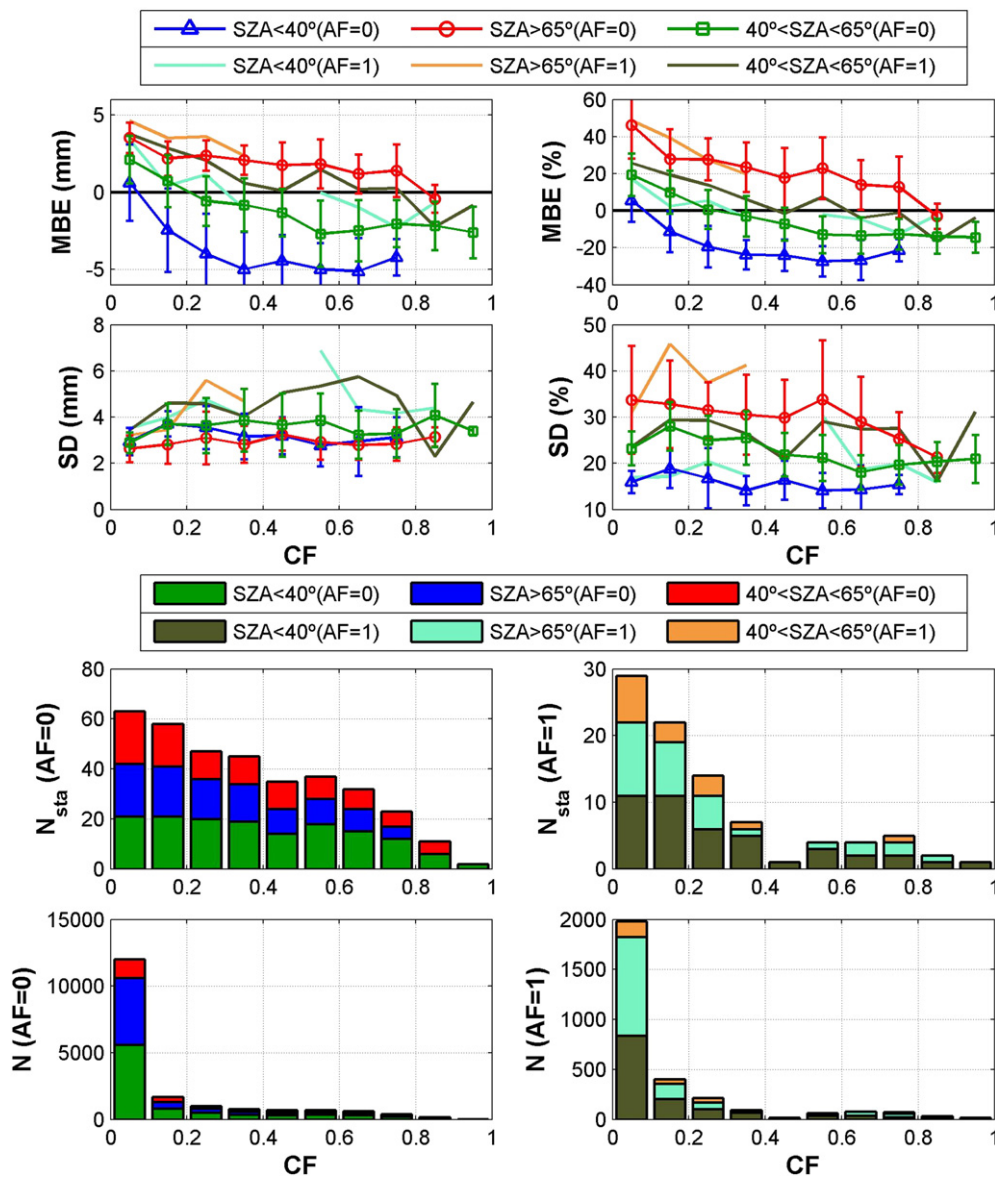 SZA<40º(AF=0) SZA>65º(AF=0) 40º<SZA<65º(AF=0)
SZA<40º(AF=1) SZA>65º(AF=1) 40º<SZA<65º(AF=1)
MBE (mm)
5
0
-5
0 0.2 0.4 0.6 0.8 1
MBE (%)
60
40
20
0
-20
-40
0 0.2 0.4 0.6 0.8 1
SD (mm)
8
6
4
2
0
0 0.2 0.4 0.6 0.8 1
CF
SD (%)
50
40
30
20
10
0 0.2 0.4 0.6 0.8 1
CF
SZA<40º(AF=0) SZA>65º(AF=0) 40º<SZA<65º(AF=0)
SZA<40º(AF=1) SZA>65º(AF=1) 40º<SZA<65º(AF=1)
N_sta (AF=0)
80
60
40
20
0
0 0.2 0.4 0.6 0.8 1
N_sta (AF=1)
30
20
10
0
0 0.2 0.4 0.6 0.8 1
N (AF=0)
15000
10000
5000
0
0 0.2 0.4 0.6 0.8 1
CF
N (AF=1)
2000
1500
1000
500
0
0 0.2 0.4 0.6 0.8 1
CF